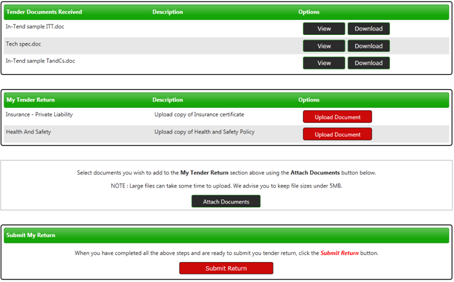 Tender Documents Received Description Options
In-Tend sample ITT.doc View Download
Tech spec.doc View Download
In-Tend sample TandCs.doc View Download
My Tender Return Description Options
Insurance - Private Liability Upload copy of Insurance certificate Upload Document
Health And Safety Upload copy of Health and Safety Policy Upload Document
Select documents you wish to add to the My Tender Return section above using the Attach Documents button below.
NOTE : Large files can take some time to upload. We advise you to keep file sizes under 5MB.
Attach Documents
Submit My Return
When you have completed all the above steps and are ready to submit you tender return, click the Submit Return button.
Submit Return